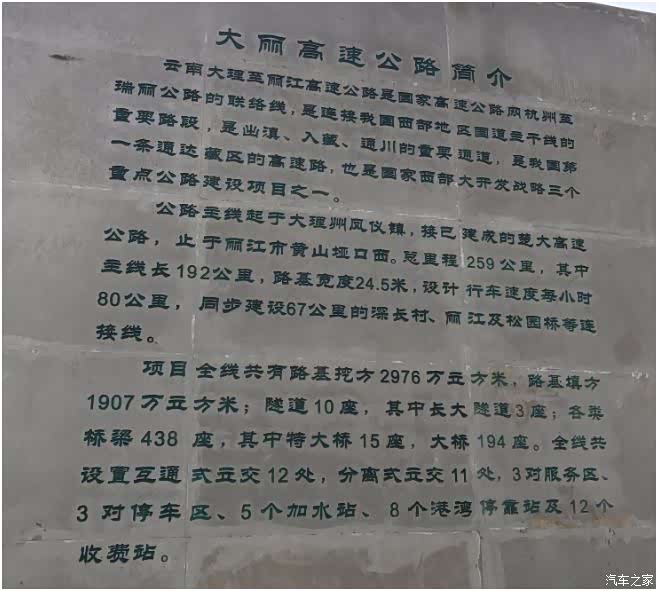 大丽高速公路简介
云南大理至丽江高速公路是国家高速公路网杭州至
瑞丽公路的联络线，是连接我国西部地区国道主干线的
重要路段，是出滇、入藏、通川的重要通道，是我国第
一条通达藏区的高速路，也是国家西部大开发战略三个
重点公路建设项目之一。
公路主线起于大理州凤仪镇，接已建成的楚大高速
公路，止于丽江市黄山垭口西。总里程259公里，其中
主线长192公里，路基宽度24.5米，设计行车速度每小时
80公里，同步建设67公里的深长村、丽江及松园桥等连
接线。
项目全线共有路基挖方2976万立方米，路基填方
1907万立方米；隧道10座，其中长大隧道3座；各类
桥梁438座，其中特大桥15座，大桥194座。全线共
设置互通式立交12处，分离式立交11处，3对服务区、
3对停车区、5个加水站、8个港湾停靠站及12个
收费站。
汽车之家